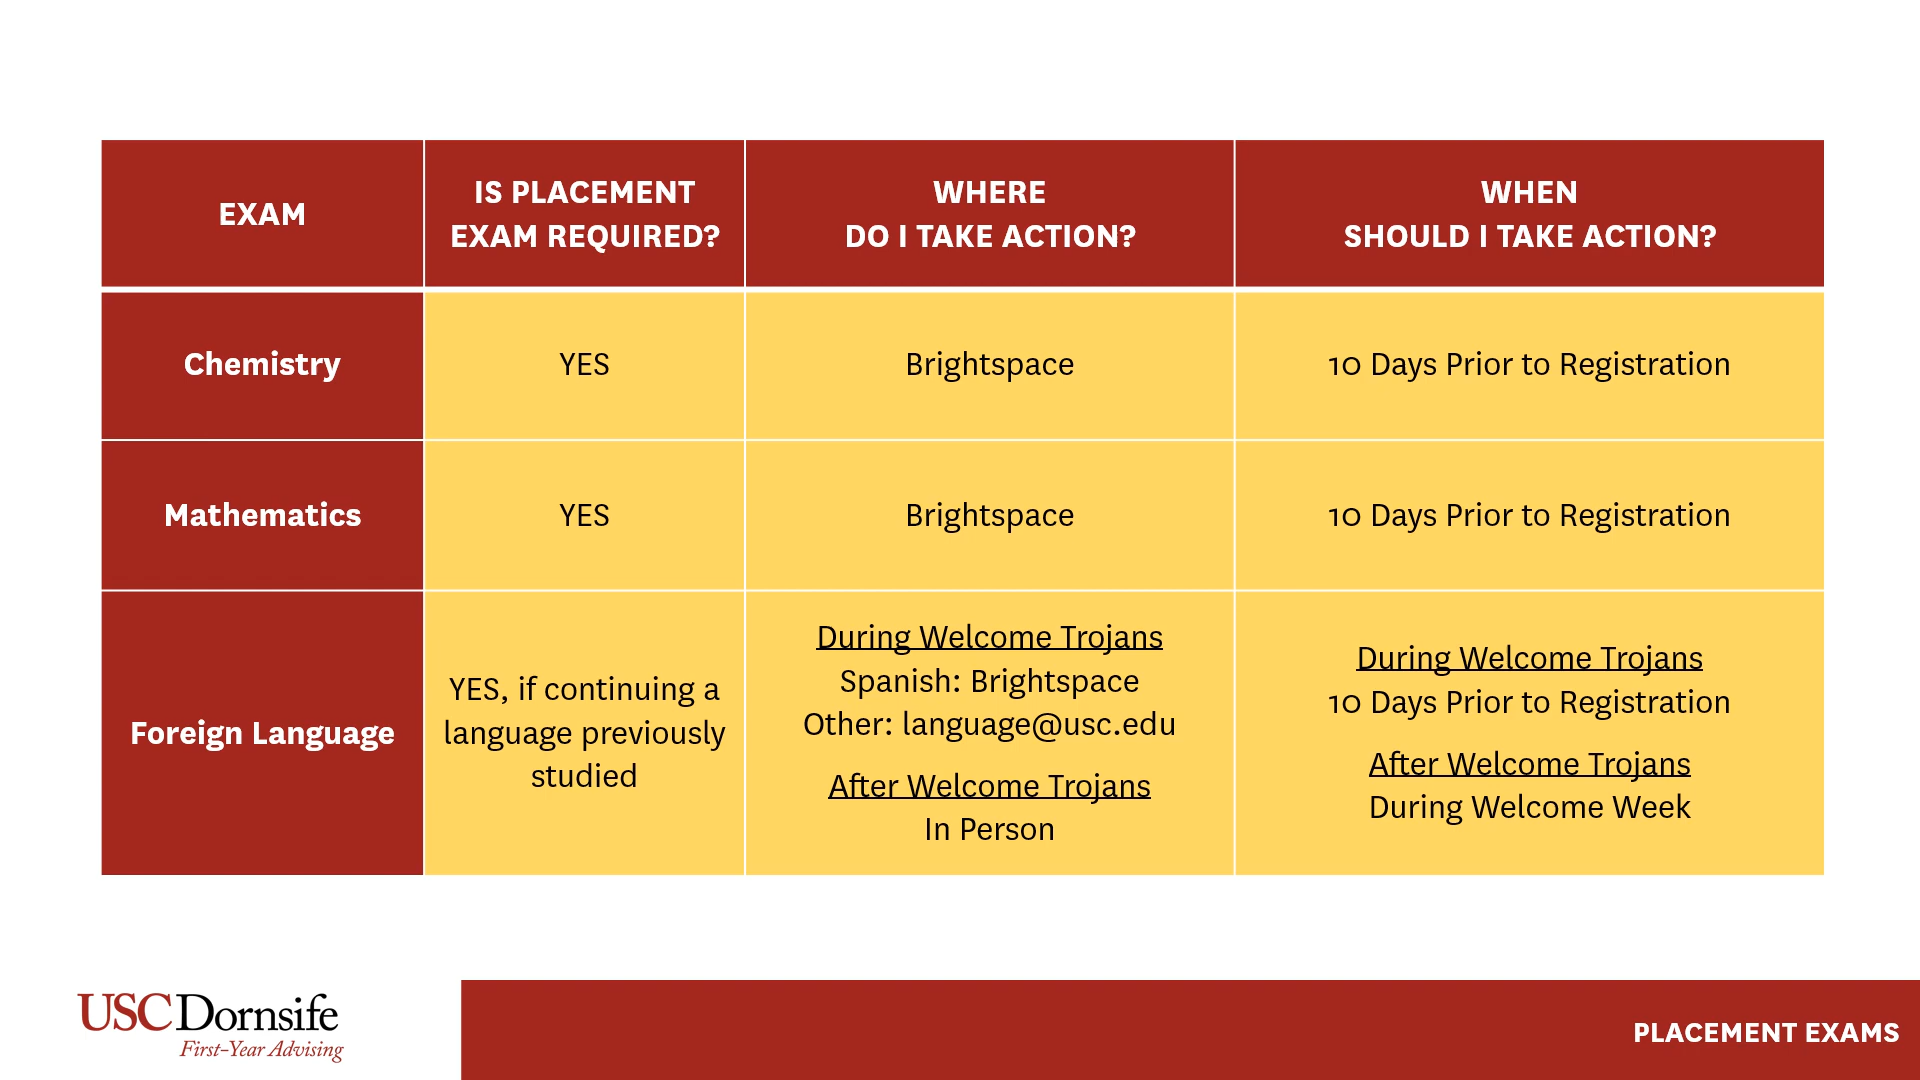 EXAM
IS PLACEMENT
EXAM REQUIRED?
WHERE
DO I TAKE ACTION?
WHEN
SHOULD I TAKE ACTION?
Chemistry
YES
Brightspace
10 Days Prior to Registration
Mathematics
YES
Brightspace
10 Days Prior to Registration
Foreign Language
YES, if continuing a
language previously
studied
During Welcome Trojans
Spanish: Brightspace
Other: language@usc.edu
After Welcome Trojans
In Person
During Welcome Trojans
10 Days Prior to Registration
After Welcome Trojans
During Welcome Week
USC Dornsife
First-Year Advising
PLACEMENT EXAMS